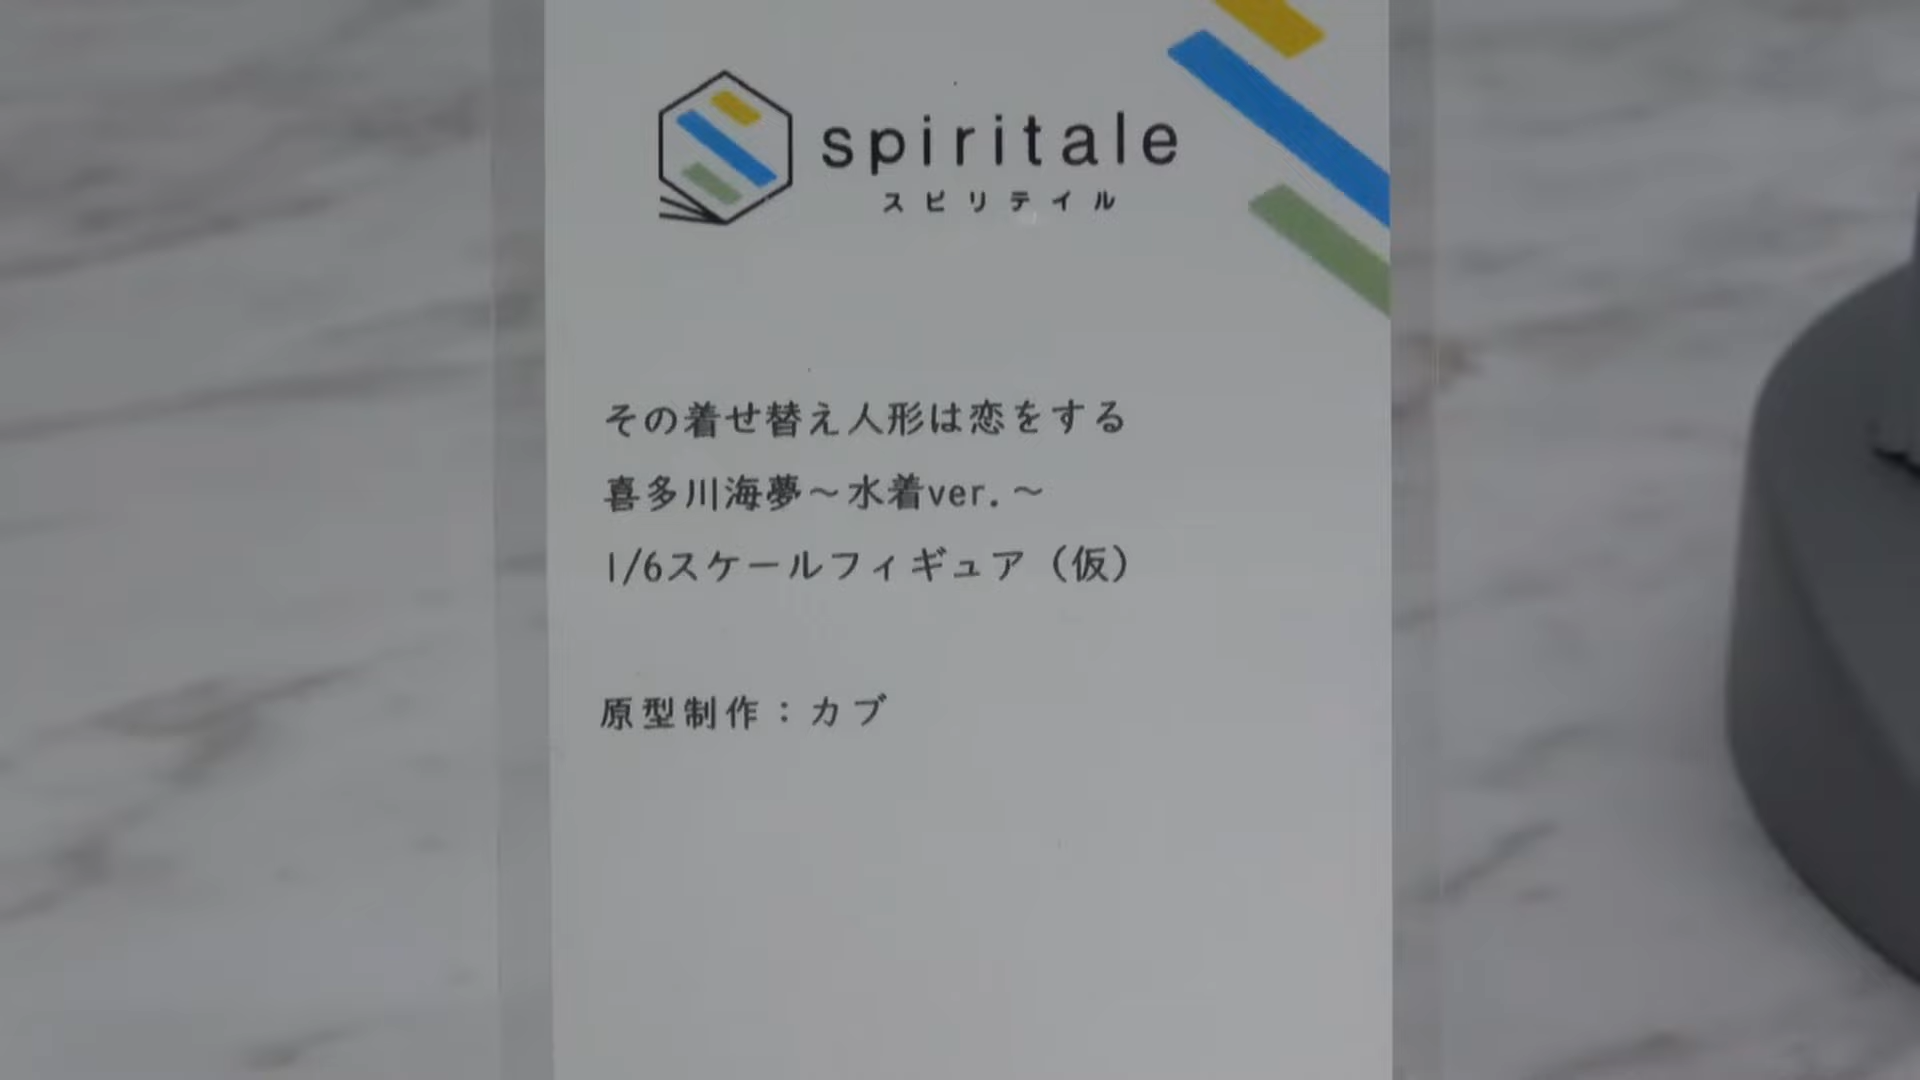 spiritale
スピリテイル
その着せ替え人形は恋をする
喜多川海夢～水着ver.～
1/6スケールフィギュア（仮）
原型制作：カブ